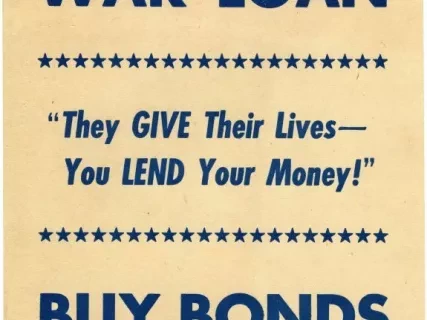 WAR LOAN
“They GIVE Their Lives—
You LEND Your Money!”
BUY BONDS